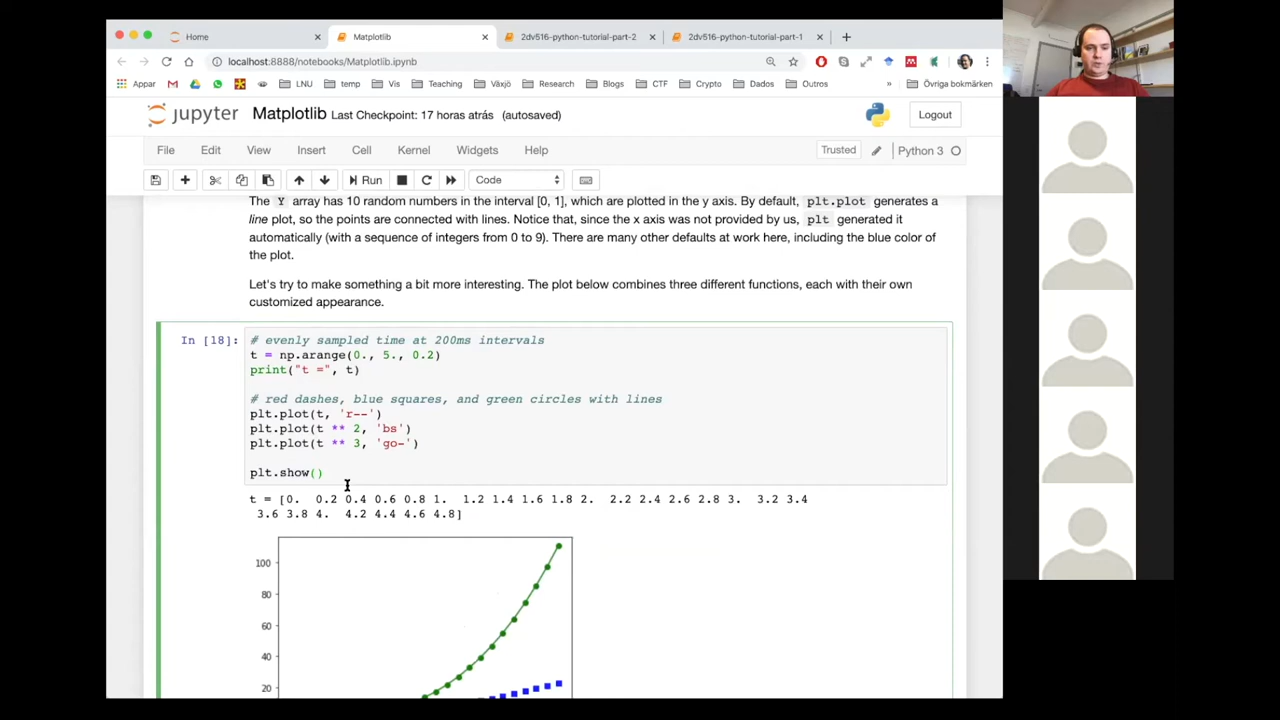 Home
Matplotlib
2dv516-python-tutorial-part-2
2dv516-python-tutorial-part-1
localhost:8888/notebooks/Matplotlib.ipynb
Appar LNU temp Vis Teaching Växjö Research Blogs CTF Crypto Dados Outros » Övriga bokmärken
jupyter Matplotlib Last Checkpoint: 17 horas atrás (autosaved) Logout
File Edit View Insert Cell Kernel Widgets Help Trusted Python 3
Run Code
The Y array has 10 random numbers in the interval [0, 1], which are plotted in the y axis. By default, plt.plot generates a
line plot, so the points are connected with lines. Notice that, since the x axis was not provided by us, plt generated it
automatically (with a sequence of integers from 0 to 9). There are many other defaults at work here, including the blue color of
the plot.
Let's try to make something a bit more interesting. The plot below combines three different functions, each with their own
customized appearance.
In [18]: # evenly sampled time at 200ms intervals
t = np.arange(0., 5., 0.2)
print("t =", t)
# red dashes, blue squares, and green circles with lines
plt.plot(t, 'r--')
plt.plot(t ** 2, 'bs')
plt.plot(t ** 3, 'go-')
plt.show()
t = [0. 0.2 0.4 0.6 0.8 1. 1.2 1.4 1.6 1.8 2. 2.2 2.4 2.6 2.8 3. 3.2 3.4
3.6 3.8 4. 4.2 4.4 4.6 4.8]
100
80
60
40
20